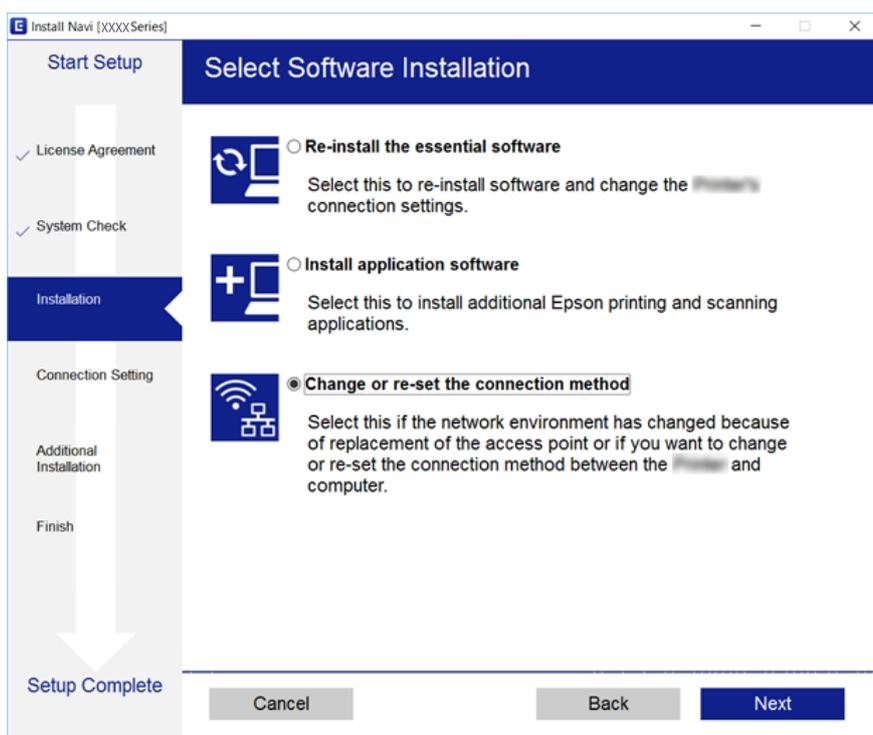 Install Navi [XXXXSeries]
Start Setup
License Agreement
System Check
Installation
Connection Setting
Additional
Installation
Finish
Setup Complete
Select Software Installation
Re-install the essential software
Select this to re-install software and change the
connection settings.
Install application software
Select this to install additional Epson printing and scanning
applications.
Change or re-set the connection method
Select this if the network environment has changed because
of replacement of the access point or if you want to change
or re-set the connection method between the and
computer.
Cancel
Back
Next